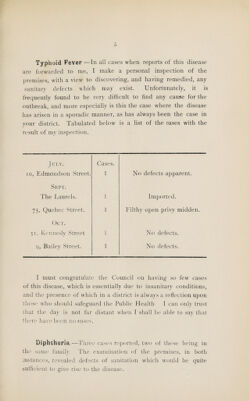 5
Typhoid Fever—In all cases when reports of this disease
are forwarded to me, I make a personal inspection of the
premises, with a view to discovering, and having remedied, any
sanitary defects which may exist. Unfortunately, it is
frequently found to be very difficult to find any cause for the
outbreak, and more especially is this the case where the disease
has arisen in a sporadic manner, as has always been the case in
your district. Tabulated below is a list of the cases with the
result of my inspection.
July. Cases.
10, Edmondson Street. 1 No defects apparent.
Sept.
The Laurels. 1 Imported.
75, Quebec Street. 1 Filthy open privy midden.
Oct.
31, Kennedy Street 1 No defects.
9, Bailey Street. 1 No defects.
I must congratulate the Council on having so few cases
of this disease, which is essentially due to insanitary conditions,
and the presence of which in a district is always a reflection upon
those who should safeguard the Public Health I can only trust
that the day is not far distant when I shall be able to say that
there have been no cases.
Diphtheria.—Three cases reported, two of these being in
the same family The examination of the premises, in both
instances, revealed defects of sanitation which would be quite
sufficient to give rise to the disease.